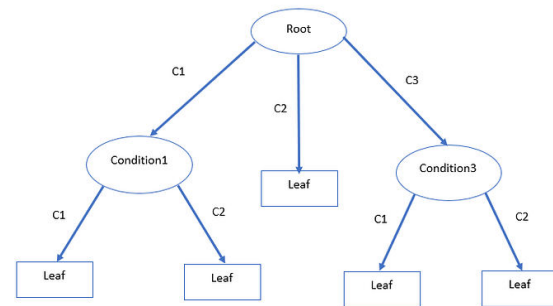 Root
C1
C2
C3
Condition1
Leaf
Condition3
C1
C2
C1
C2
Leaf
Leaf
Leaf
Leaf